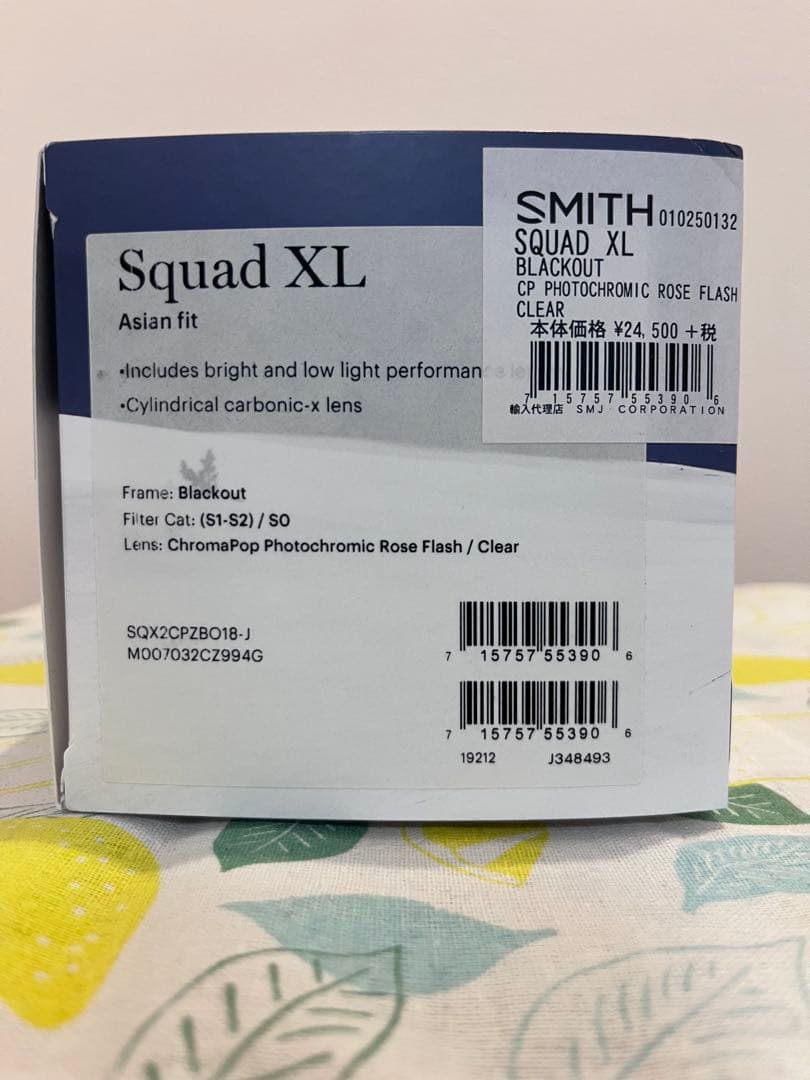 Squad XL
Asian fit
•Includes bright and low light performan
•Cylindrical carbonic-x lens
SMITH 010250132
SQUAD XL
BLACKOUT
CP PHOTOCHROMIC ROSE FLASH
CLEAR
本体価格 ¥24,500 +税
7 15757 55390 6
輸入代理店 SMJ CORPORATION
Frame: Blackout
Filter Cat: (S1-S2) / S0
Lens: ChromaPop Photochromic Rose Flash / Clear
SQX2CPZBO18-J
M007032CZ994G
7 15757 55390 6
7 15757 55390 6
19212 J348493